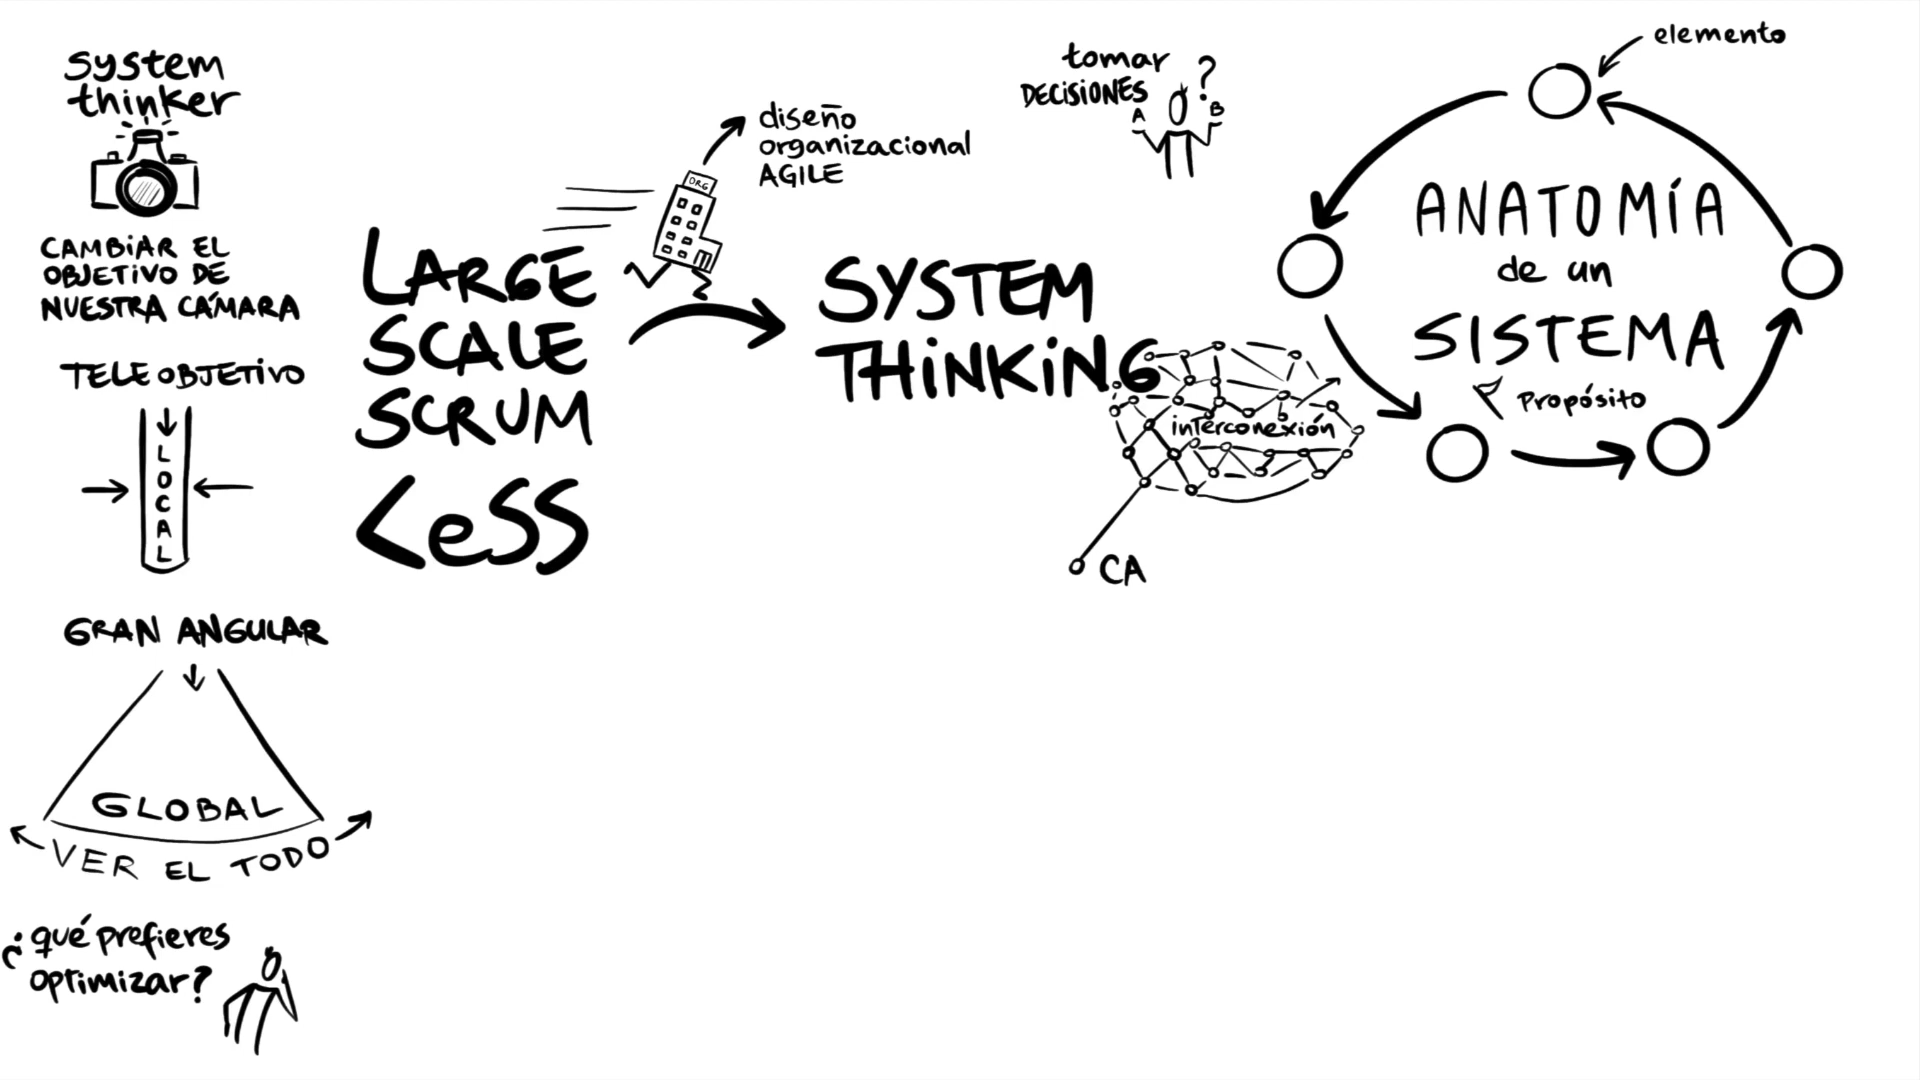 system
thinker
CAMBIAR EL
OBJETIVO DE
NUESTRA CÁMARA
TELEOBJETIVO
LOCAL
GRAN ANGULAR
GLOBAL
VER EL TODO
¿qué prefieres
optimizar?
LARGE
SCALE
SCRUM
LeSS
ORG
diseño
organizacional
AGILE
SYSTEM
THINKING
interconexión
CA
tomar
DECISIONES
?
A B
elemento
ANATOMÍA
de un
SISTEMA
Propósito